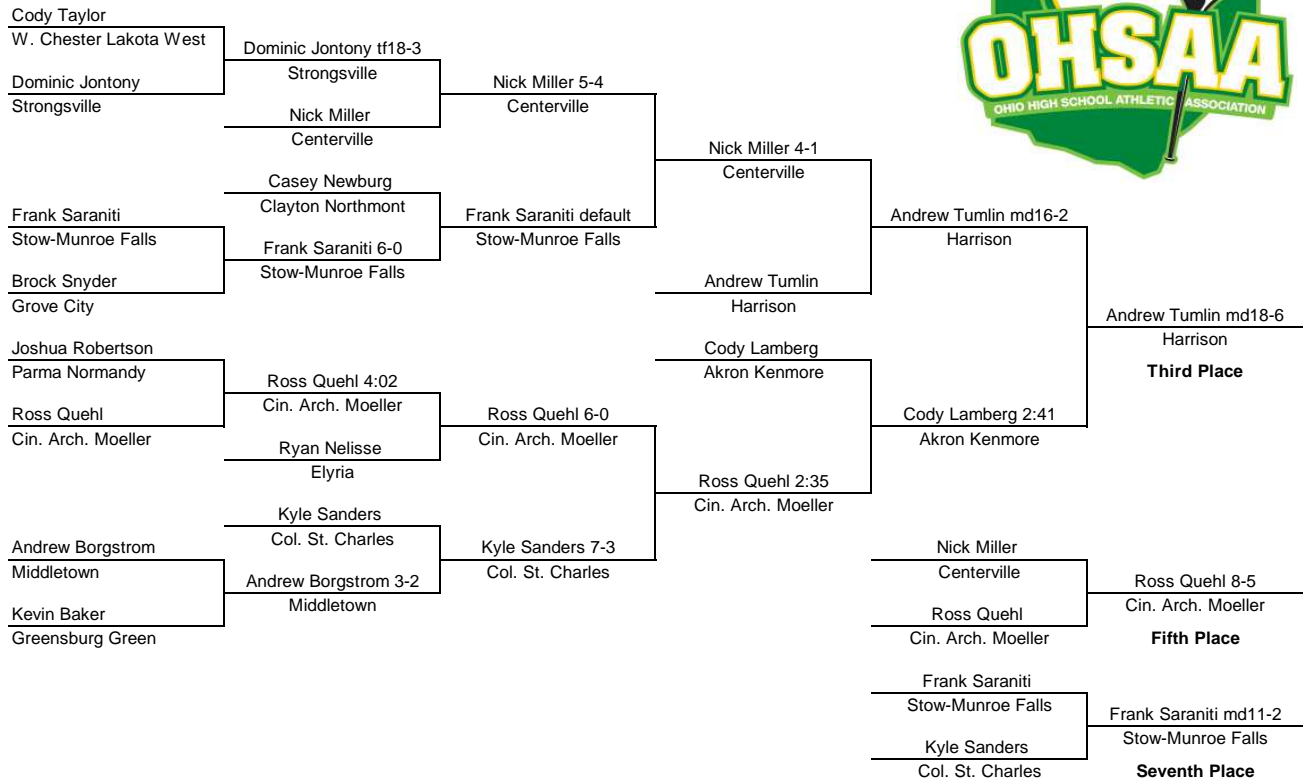 Cody Taylor
W. Chester Lakota West
Dominic Jontony
Strongsville
Frank Saraniti
Stow-Munroe Falls
Brock Snyder
Grove City
Joshua Robertson
Parma Normandy
Ross Quehl
Cin. Arch. Moeller
Andrew Borgstrom
Middletown
Kevin Baker
Greensburg Green
Dominic Jontony tf18-3
Strongsville
Nick Miller
Centerville
Casey Newburg
Clayton Northmont
Frank Saraniti 6-0
Stow-Munroe Falls
Ross Quehl 4:02
Cin. Arch. Moeller
Ryan Nelisse
Elyria
Kyle Sanders
Col. St. Charles
Andrew Borgstrom 3-2
Middletown
Nick Miller 5-4
Centerville
Frank Saraniti default
Stow-Munroe Falls
Ross Quehl 6-0
Cin. Arch. Moeller
Kyle Sanders 7-3
Col. St. Charles
Nick Miller 4-1
Centerville
Andrew Tumlin
Harrison
Cody Lamberg
Akron Kenmore
Ross Quehl 2:35
Cin. Arch. Moeller
Andrew Tumlin md16-2
Harrison
Cody Lamberg 2:41
Akron Kenmore
Andrew Tumlin md18-6
Harrison
Third Place
Nick Miller
Centerville
Ross Quehl
Cin. Arch. Moeller
Ross Quehl 8-5
Cin. Arch. Moeller
Fifth Place
Frank Saraniti
Stow-Munroe Falls
Kyle Sanders
Col. St. Charles
Frank Saraniti md11-2
Stow-Munroe Falls
Seventh Place
OHSAA
OHIO HIGH SCHOOL ATHLETIC ASSOCIATION